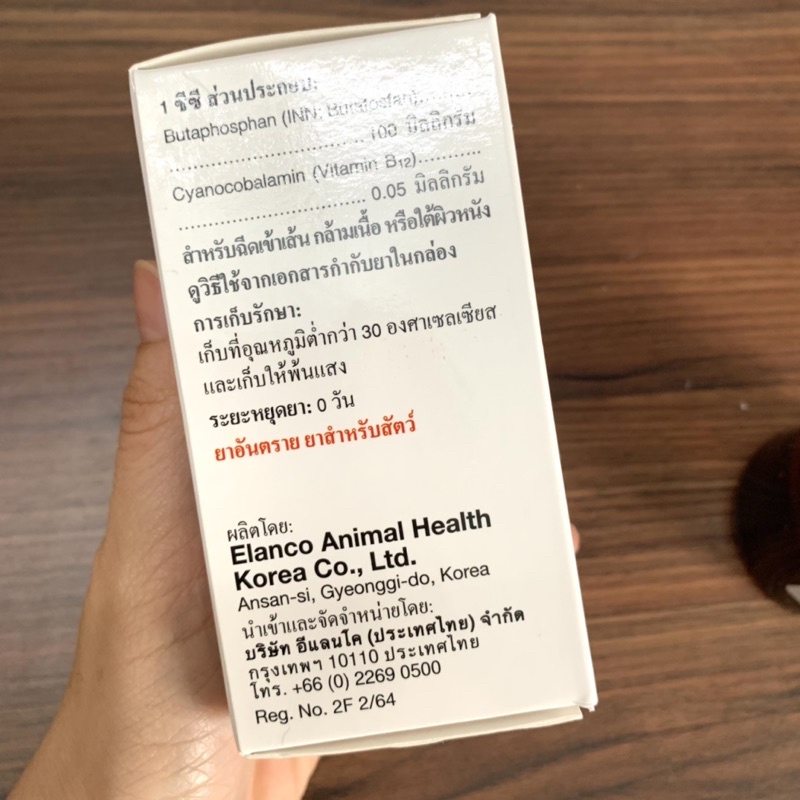 1 ซีซี ส่วนประกอบ:
Butaphosphan (INN: Butafosfan)..........
................................ 100 มิลลิกรัม
Cyanocobalamin (Vitamin B12)...........
................................ 0.05 มิลลิกรัม
สำหรับฉีดเข้าเส้น กล้ามเนื้อ หรือใต้ผิวหนัง
ดูวิธีใช้จากเอกสารกำกับยาในกล่อง
การเก็บรักษา:
เก็บที่อุณหภูมิต่ำกว่า 30 องศาเซลเซียส
และเก็บให้พ้นแสง
ระยะหยุดยา: 0 วัน
ยาอันตราย ยาสำหรับสัตว์
ผลิตโดย:
Elanco Animal Health
Korea Co., Ltd.
Ansan-si, Gyeonggi-do, Korea
นำเข้าและจัดจำหน่ายโดย:
บริษัท อีแลนโค (ประเทศไทย) จำกัด
กรุงเทพฯ 10110 ประเทศไทย
โทร. +66 (0) 2269 0500
Reg. No. 2F 2/64